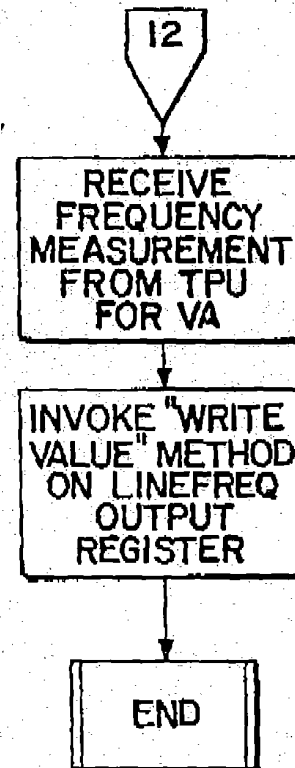 12
RECEIVE
FREQUENCY
MEASUREMENT
FROM TPU
FOR VA
INVOKE "WRITE
VALUE" METHOD
ON LINEFREQ
OUTPUT
REGISTER
END